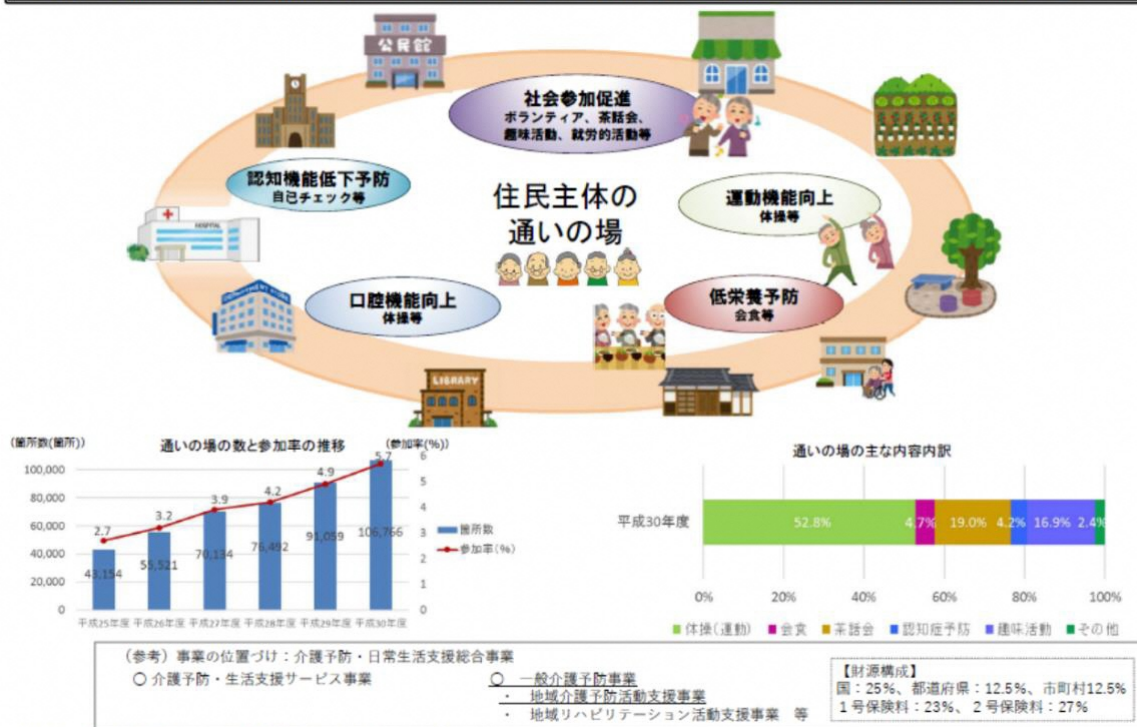 公民館
社会参加促進
ボランティア、茶話会、
趣味活動、就労的活動等
認知機能低下予防
自己チェック等
住民主体の
通いの場
運動機能向上
体操等
HOSPITAL
口腔機能向上
体操等
低栄養予防
会食等
LIBRARY
(箇所数(箇所))
通いの場の数と参加率の推移
(参加率(%))
100,000
80,000
60,000
40,000
20,000
0
6
5
4
3
2
1
0
2.7
3.2
3.9
4.2
4.9
5.7
43,154
55,521
70,134
76,492
91,059
106,766
平成25年度 平成26年度 平成27年度 平成28年度 平成29年度 平成30年度
箇所数
参加率(%)
通いの場の主な内容内訳
平成30年度
52.8% 4.7% 19.0% 4.2% 16.9% 2.4%
0% 20% 40% 60% 80% 100%
体操(運動) 会食 茶話会 認知症予防 趣味活動 その他
(参考)事業の位置づけ:介護予防・日常生活支援総合事業
○ 介護予防・生活支援サービス事業
○ 一般介護予防事業
・ 地域介護予防活動支援事業
・ 地域リハビリテーション活動支援事業 等
【財源構成】
国:25%、都道府県:12.5%、市町村12.5%
1号保険料:23%、2号保険料:27%